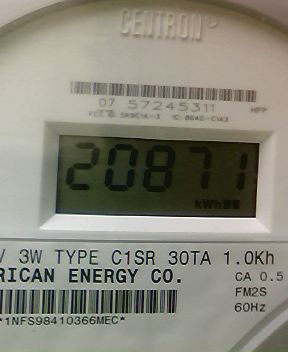 CENTRON
07 57245311 HPP
20871
kWh
V 3W TYPE C1SR 30TA 1.0Kh
RICAN ENERGY CO. CA 0.5
FM2S
*1NFS98410366MEC* 60Hz